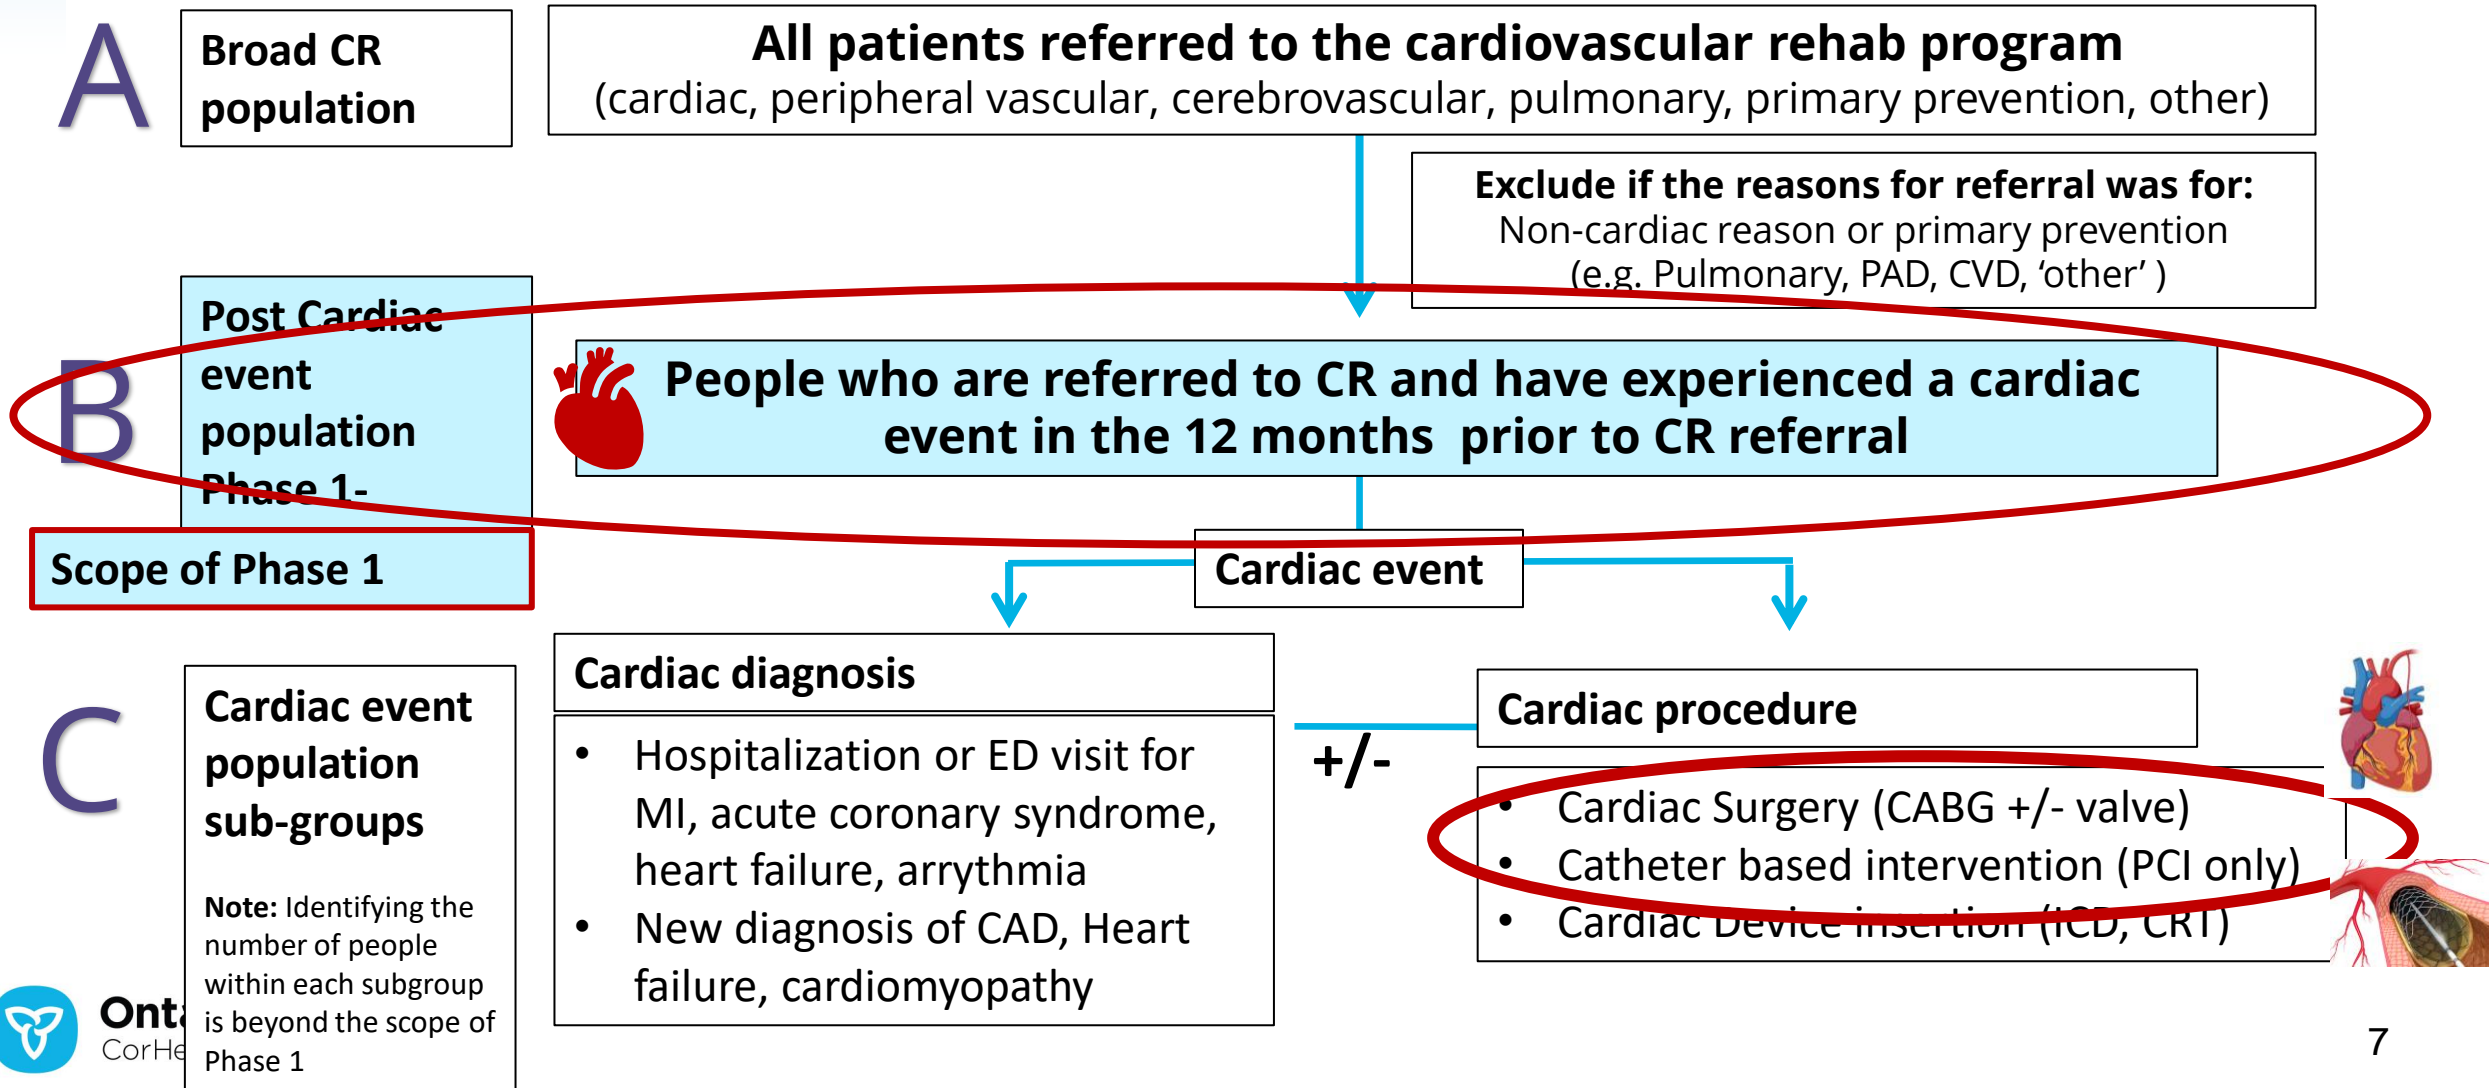 A
Broad CR
population
All patients referred to the cardiovascular rehab program
(cardiac, peripheral vascular, cerebrovascular, pulmonary, primary prevention, other)
Exclude if the reasons for referral was for:
Non-cardiac reason or primary prevention
(e.g. Pulmonary, PAD, CVD, ‘other’ )
B
Post Cardiac
event
population
Phase 1-
Scope of Phase 1
People who are referred to CR and have experienced a cardiac
event in the 12 months prior to CR referral
Cardiac event
C
Cardiac event
population
sub-groups
Note: Identifying the
number of people
within each subgroup
is beyond the scope of
Phase 1
Cardiac diagnosis
• Hospitalization or ED visit for
MI, acute coronary syndrome,
heart failure, arrythmia
• New diagnosis of CAD, Heart
failure, cardiomyopathy
+/-
Cardiac procedure
• Cardiac Surgery (CABG +/- valve)
• Catheter based intervention (PCI only)
• Cardiac Device insertion (ICD, CRT)
7